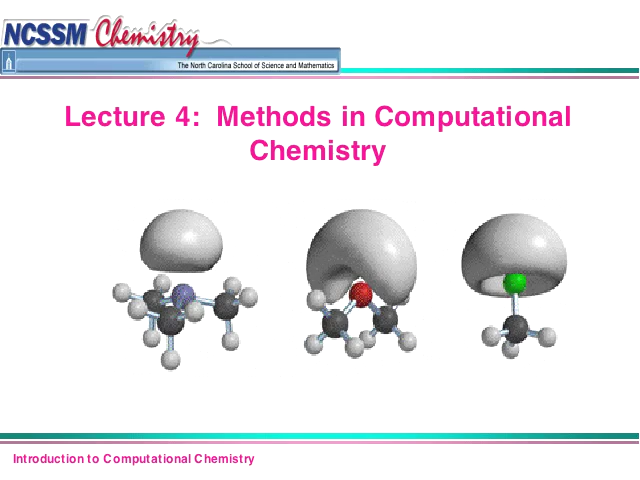 NCSSM Chemistry
The North Carolina School of Science and Mathematics
Lecture 4: Methods in Computational
Chemistry
Introduction to Computational Chemistry